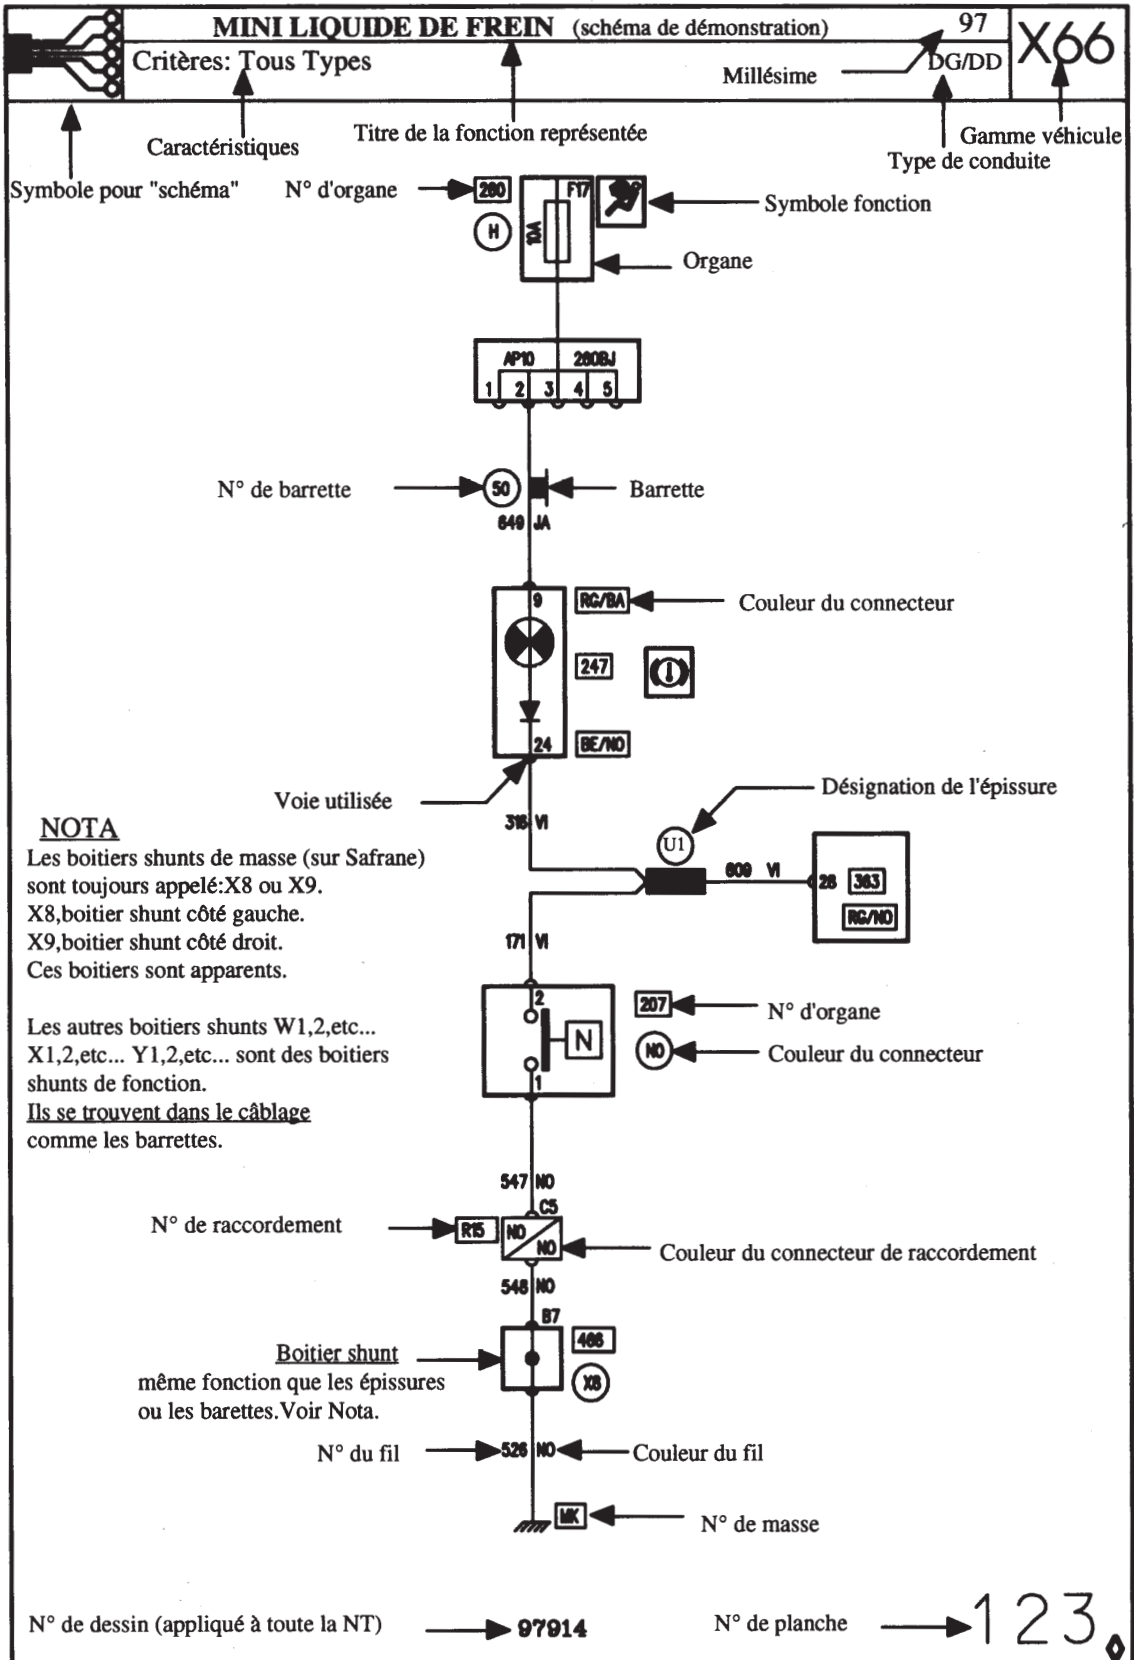 MINI LIQUIDE DE FREIN (schéma de démonstration)
97
X66
Critères: Tous Types
Millésime
DG/DD
Caractéristiques
Titre de la fonction représentée
Gamme véhicule
Type de conduite
Symbole pour "schéma"
N° d'organe
260
F17
Symbole fonction
H
10A
Organe
AP10 260BJ
1 2 3 4 5
N° de barrette
50
Barrette
649 JA
9
RG/BA
Couleur du connecteur
247
24
BE/NO
Voie utilisée
Désignation de l'épissure
316 VI
U1
609 VI
26 363
RG/NO
NOTA
Les boitiers shunts de masse (sur Safrane)
sont toujours appelé:X8 ou X9.
X8,boitier shunt côté gauche.
X9,boitier shunt côté droit.
Ces boitiers sont apparents.
Les autres boitiers shunts W1,2,etc...
X1,2,etc... Y1,2,etc... sont des boitiers
shunts de fonction.
Ils se trouvent dans le câblage
comme les barrettes.
171 VI
2
N
1
207
N° d'organe
NO
Couleur du connecteur
547 NO
C5
N° de raccordement
R15
NO
NO
Couleur du connecteur de raccordement
548 NO
B7
466
X8
Boitier shunt
même fonction que les épissures
ou les barettes.Voir Nota.
N° du fil
526 NO
Couleur du fil
MK
N° de masse
N° de dessin (appliqué à toute la NT)
97914
N° de planche
123